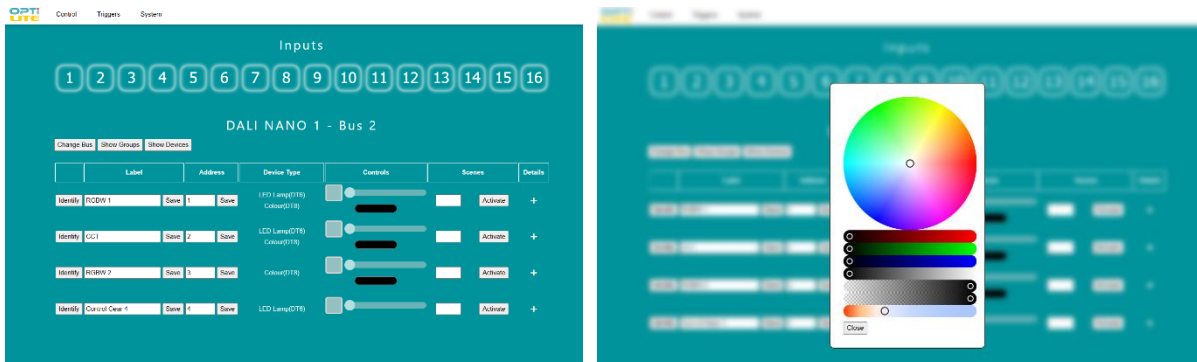 OPTI
LITE
Control Triggers System
Inputs
1 2 3 4 5 6 7 8 9 10 11 12 13 14 15 16
DALI NANO 1 - Bus 2
Change Bus Show Groups Show Devices
Label Address Device Type Controls Scenes Details
Identify RGBW 1 Save 1 Save LED Lamp(DT6) Activate +
Colour(DT8)
Identify CCT Save 2 Save LED Lamp(DT6) Activate +
Colour(DT8)
Identify RGBW 2 Save 3 Save Colour(DT8) Activate +
Identify Control Gear 4 Save 4 Save LED Lamp(DT6) Activate +
Close